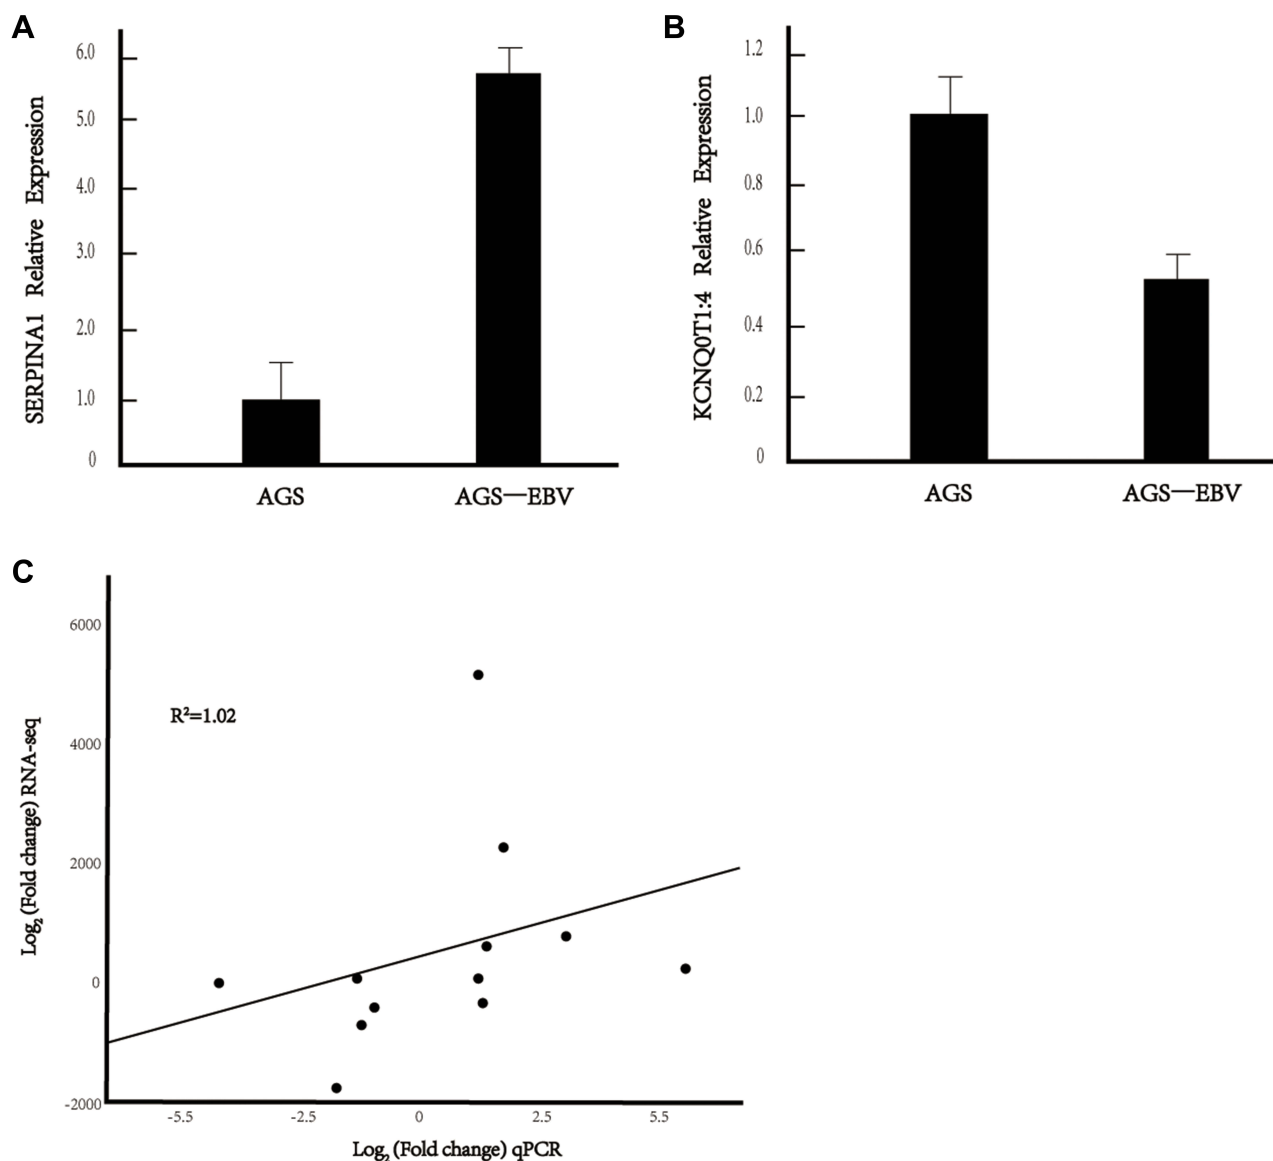 A
6.0
5.0
4.0
3.0
2.0
1.0
0
SERPINA1 Relative Expression
AGS
AGS—EBV
B
1.2
1.0
0.8
0.6
0.4
0.2
0
KCNQ0T1:4 Relative Expression
AGS
AGS—EBV
C
6000
4000
2000
0
-2000
Log₂ (Fold change) RNA-seq
R²=1.02
-5.5 -2.5 0 2.5 5.5
Log₂ (Fold change) qPCR